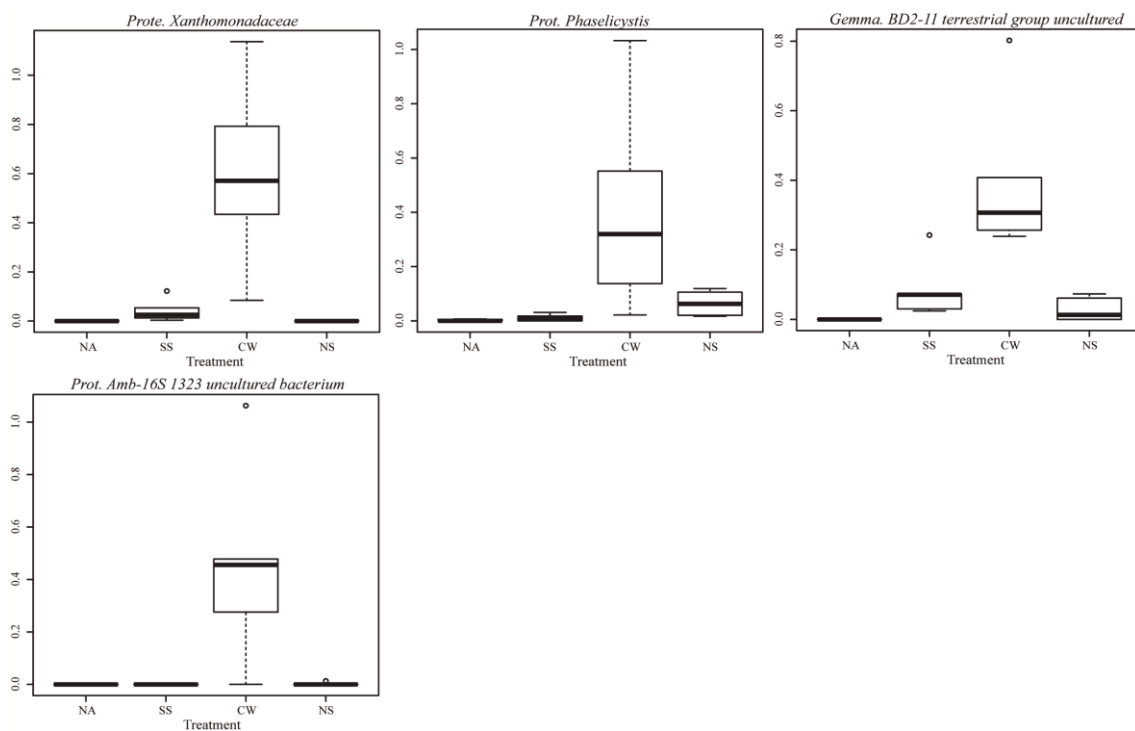 Prote. Xanthomonadaceae
1.0
0.8
0.6
0.4
0.2
0.0
NA SS CW NS
Treatment
Prot. Phaselicystis
1.0
0.8
0.6
0.4
0.2
0.0
NA SS CW NS
Treatment
Gemma. BD2-11 terrestrial group uncultured
0.8
0.6
0.4
0.2
0.0
NA SS CW NS
Treatment
Prot. Amb-16S 1323 uncultured bacterium
1.0
0.8
0.6
0.4
0.2
0.0
NA SS CW NS
Treatment